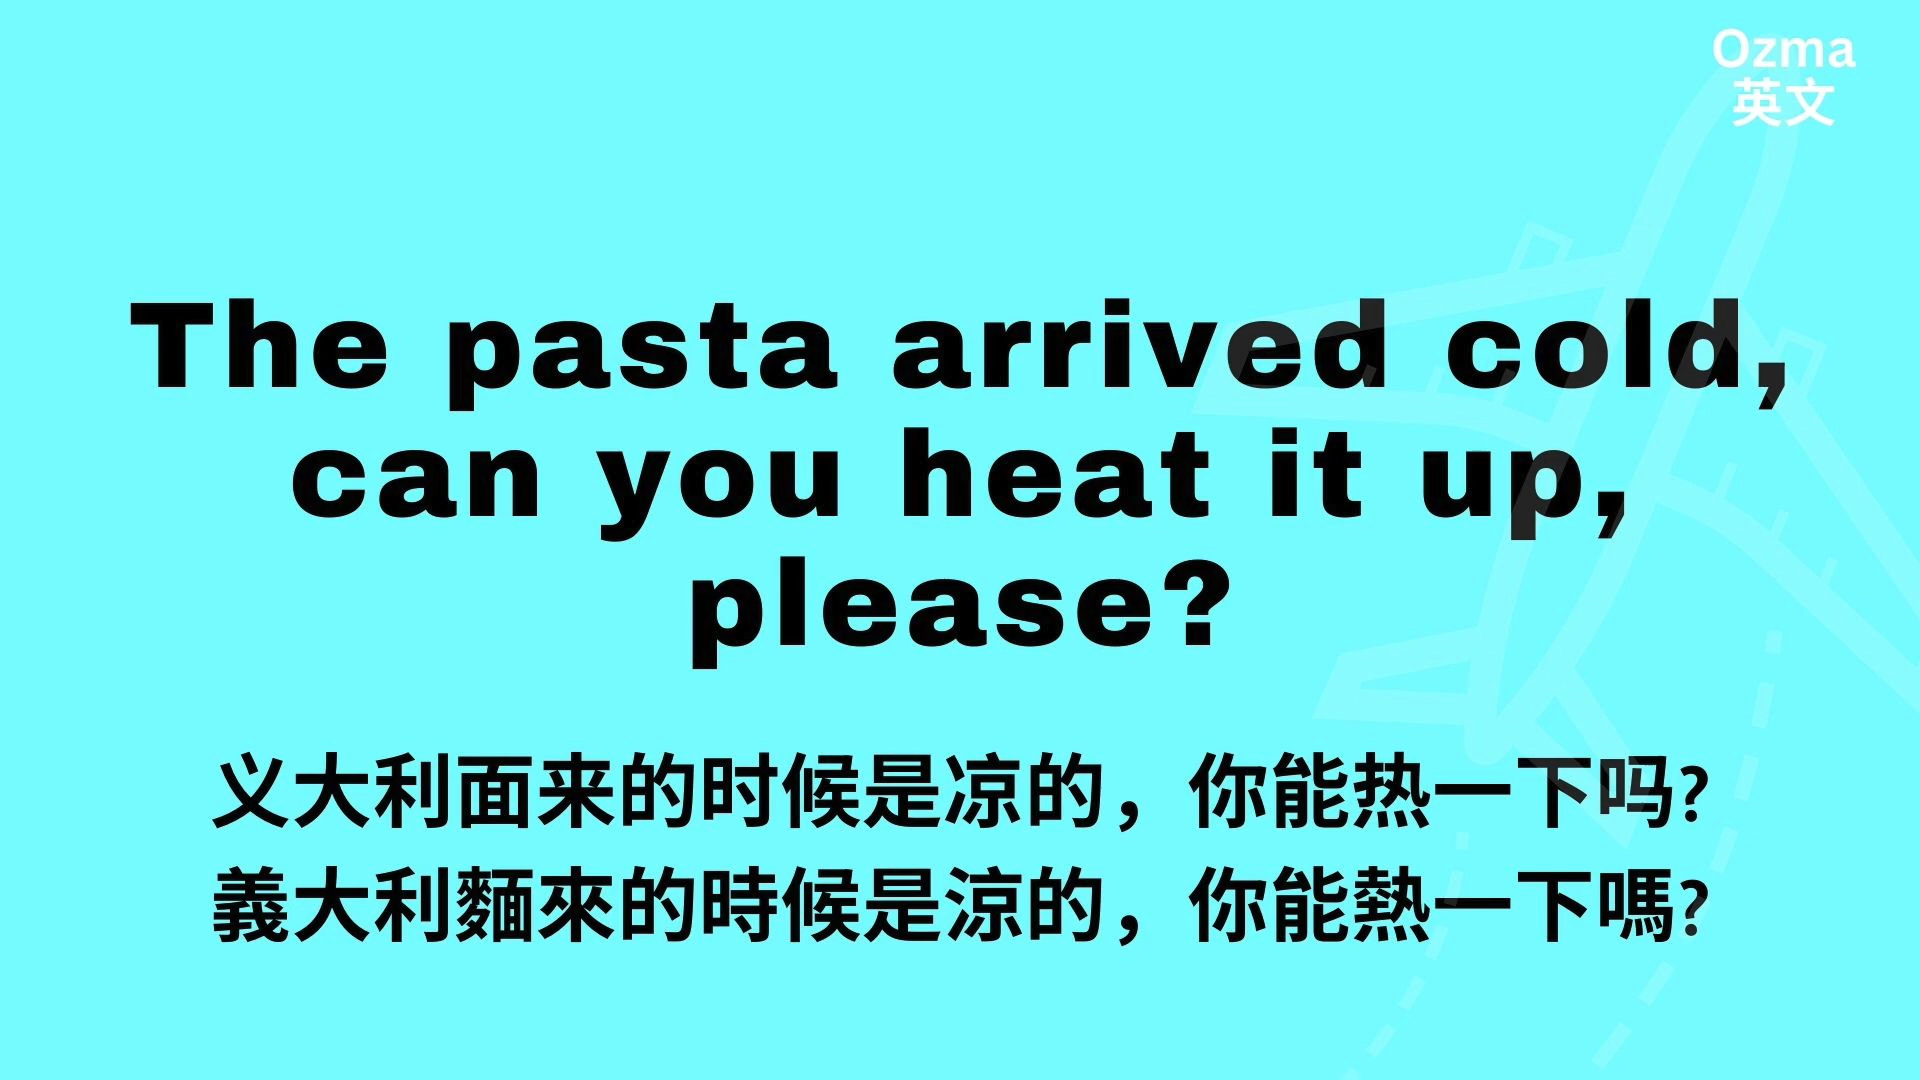 Ozma
英文
The pasta arrived cold,
can you heat it up,
please?
义大利面来的时候是凉的，你能热一下吗?
義大利麵來的時候是涼的，你能熱一下嗎?